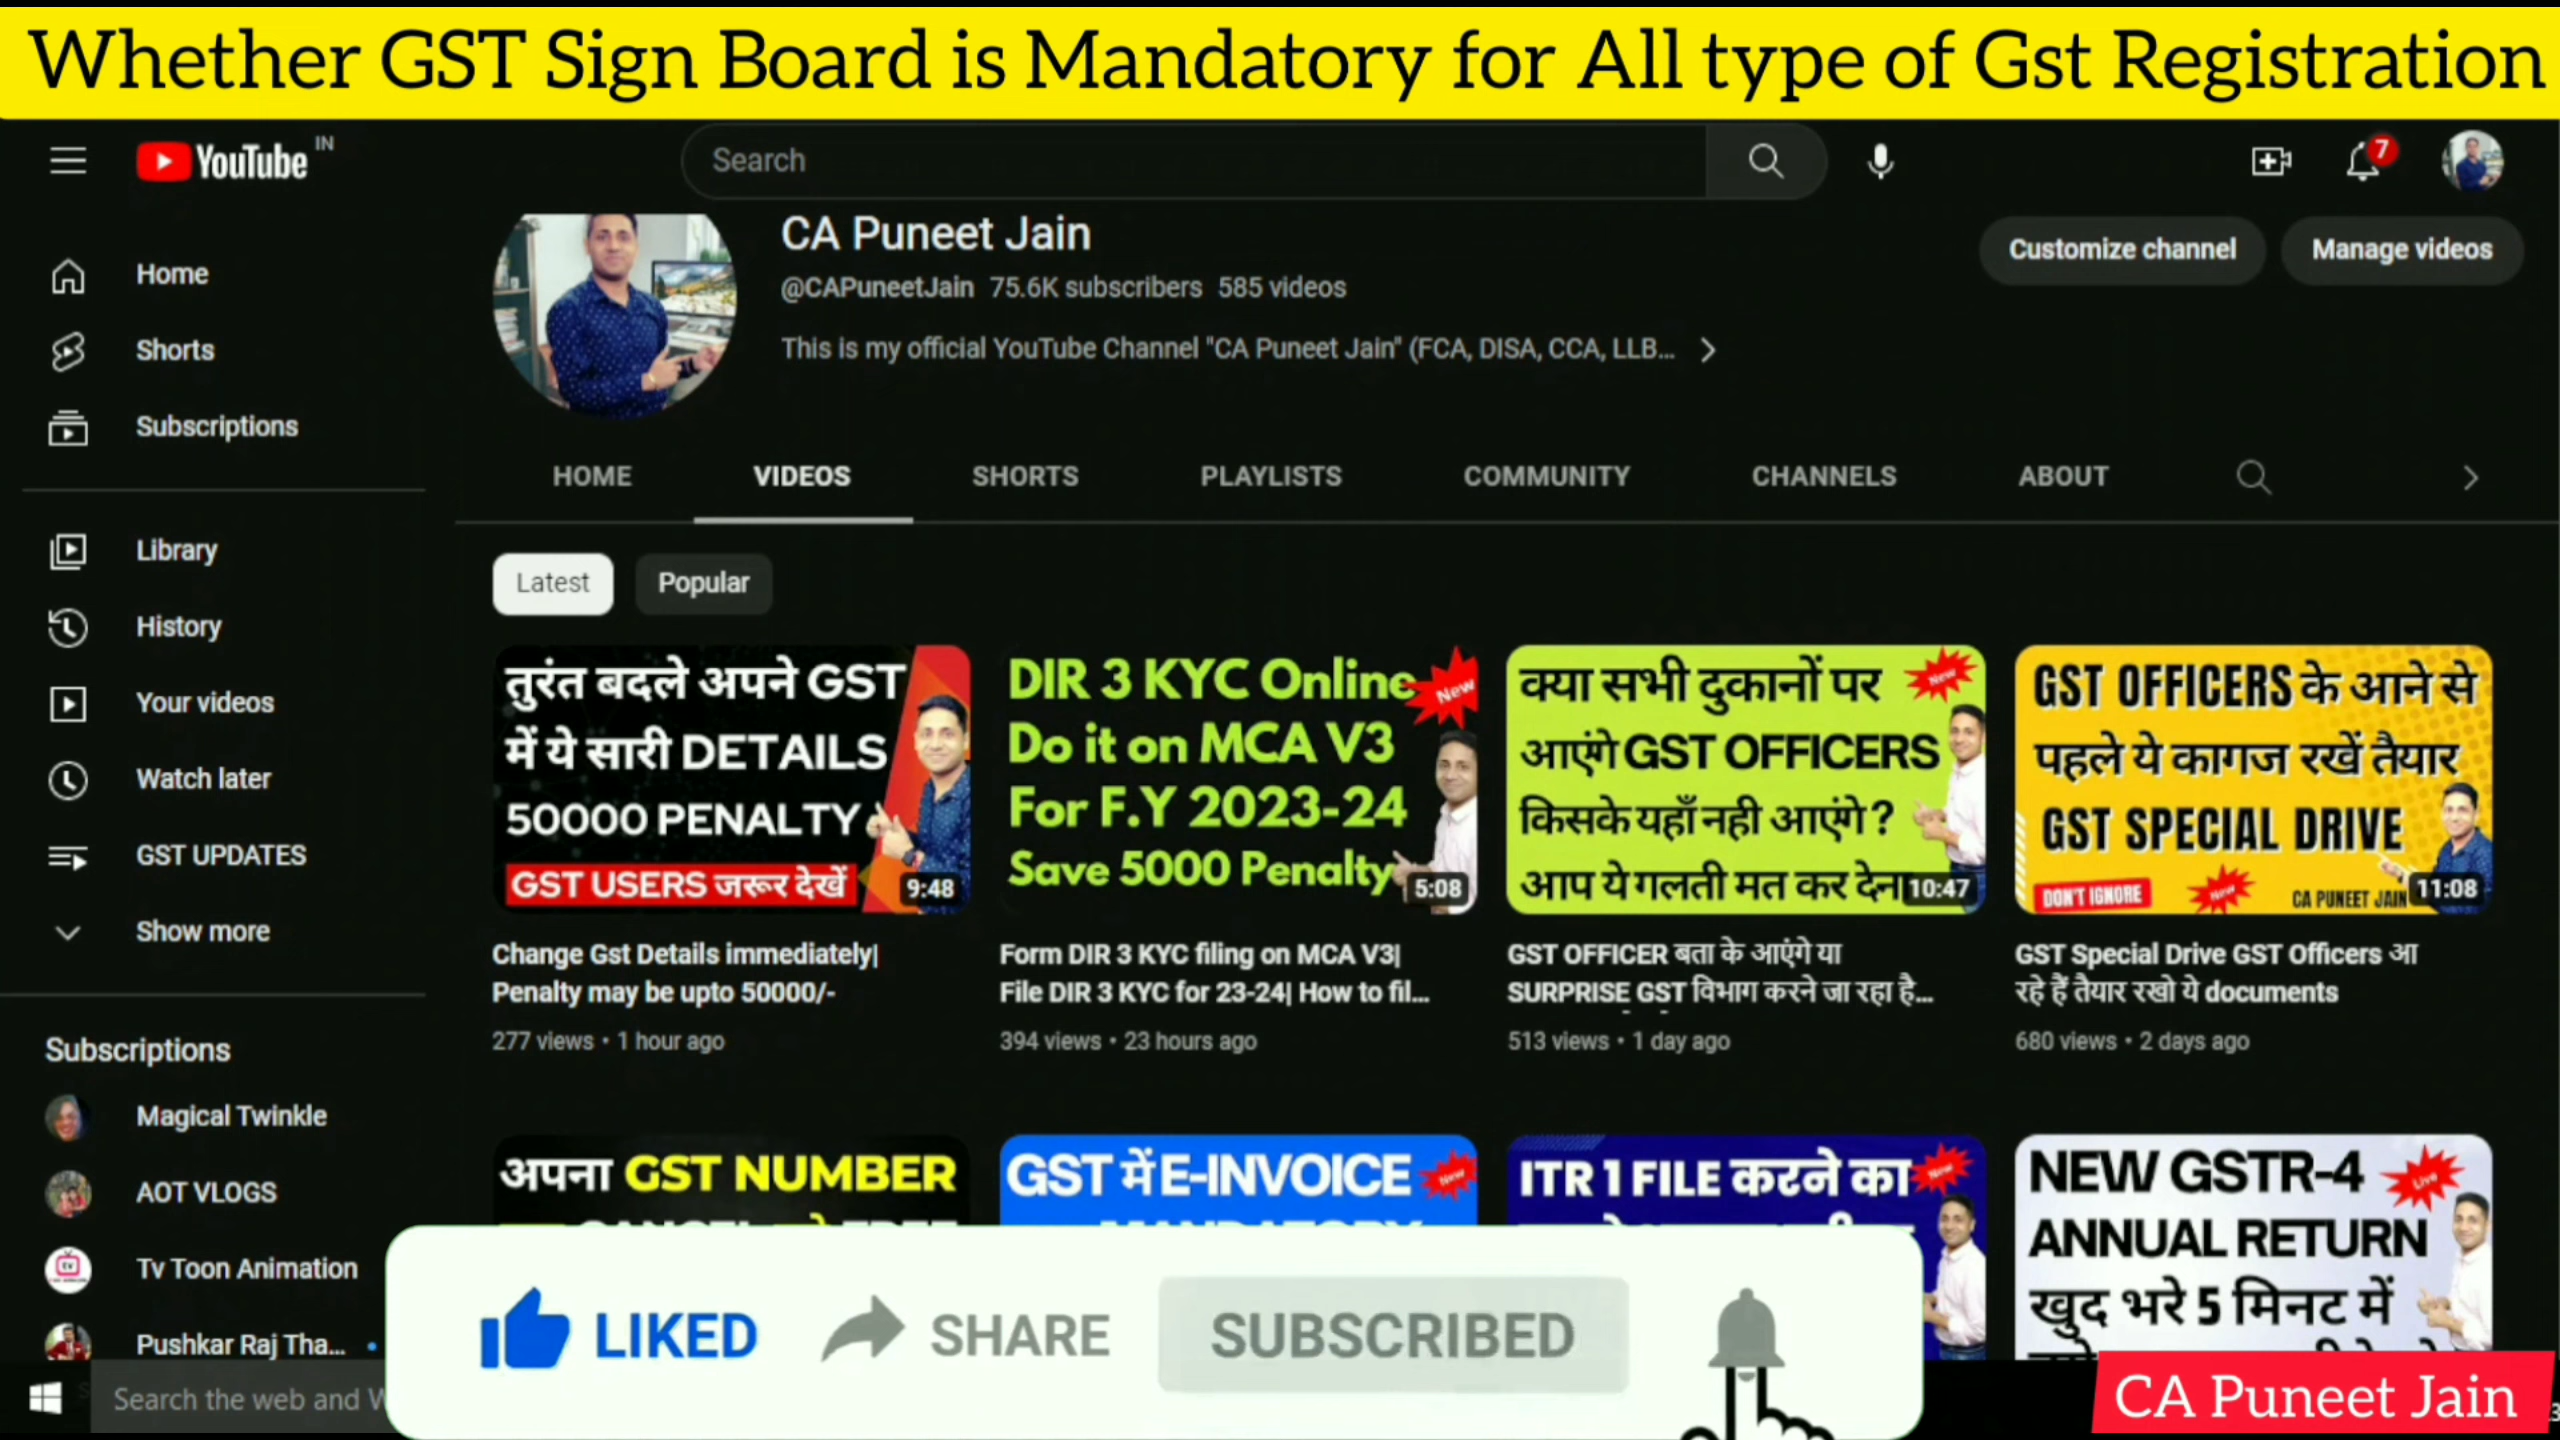 Whether GST Sign Board is Mandatory for All type of Gst Registration
YouTube IN
Search
7
CA Puneet Jain
@CAPuneetJain 75.6K subscribers 585 videos
This is my official YouTube Channel "CA Puneet Jain" (FCA, DISA, CCA, LLB...
Customize channel
Manage videos
Home
Shorts
Subscriptions
Library
History
Your videos
Watch later
GST UPDATES
Show more
Subscriptions
Magical Twinkle
AOT VLOGS
Tv Toon Animation
Pushkar Raj Tha...
HOME VIDEOS SHORTS PLAYLISTS COMMUNITY CHANNELS ABOUT
Latest Popular
तुरंत बदले अपने GST
में ये सारी DETAILS
50000 PENALTY
GST USERS जरूर देखें
9:48
Change Gst Details immediately|
Penalty may be upto 50000/-
277 views • 1 hour ago
DIR 3 KYC Online
New
Do it on MCA V3
For F.Y 2023-24
Save 5000 Penalty
5:08
Form DIR 3 KYC filing on MCA V3|
File DIR 3 KYC for 23-24| How to fil...
394 views • 23 hours ago
क्या सभी दुकानों पर
New
आएंगे GST OFFICERS
किसके यहाँ नही आएंगे ?
आप ये गलती मत कर देना
10:47
GST OFFICER बता के आएंगे या
SURPRISE GST विभाग करने जा रहा है...
513 views • 1 day ago
GST OFFICERS के आने से
पहले ये कागज रखें तैयार
GST SPECIAL DRIVE
DON'T IGNORE
New
CA PUNEET JAIN
11:08
GST Special Drive GST Officers आ
रहे हैं तैयार रखो ये documents
680 views • 2 days ago
अपना GST NUMBER
GST में E-INVOICE
New
ITR 1 FILE करने का
New
NEW GSTR-4
Live
ANNUAL RETURN
खुद भरे 5 मिनट में
LIKED SHARE SUBSCRIBED
Search the web and W
CA Puneet Jain